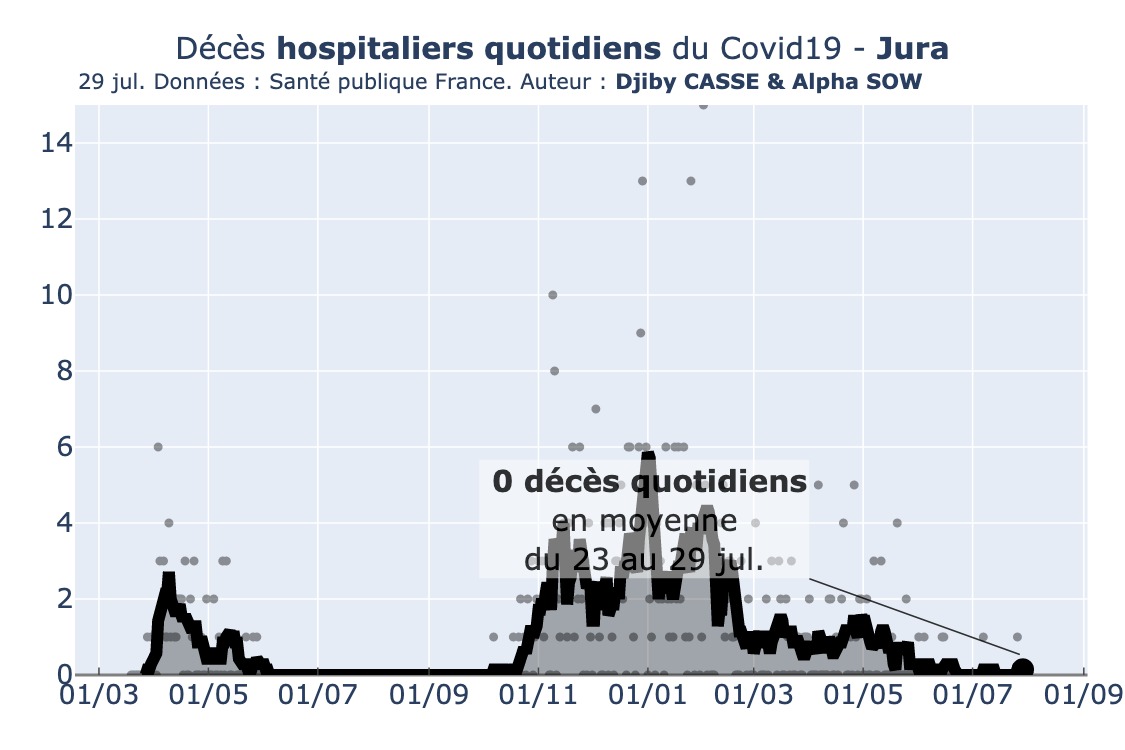 Décès hospitaliers quotidiens du Covid19 - Jura
29 jul. Données : Santé publique France. Auteur : Djiby CASSE & Alpha SOW
14
12
10
8
6
4
2
0
0 décès quotidiens
en moyenne
du 23 au 29 jul.
01/03 01/05 01/07 01/09 01/11 01/01 01/03 01/05 01/07 01/09